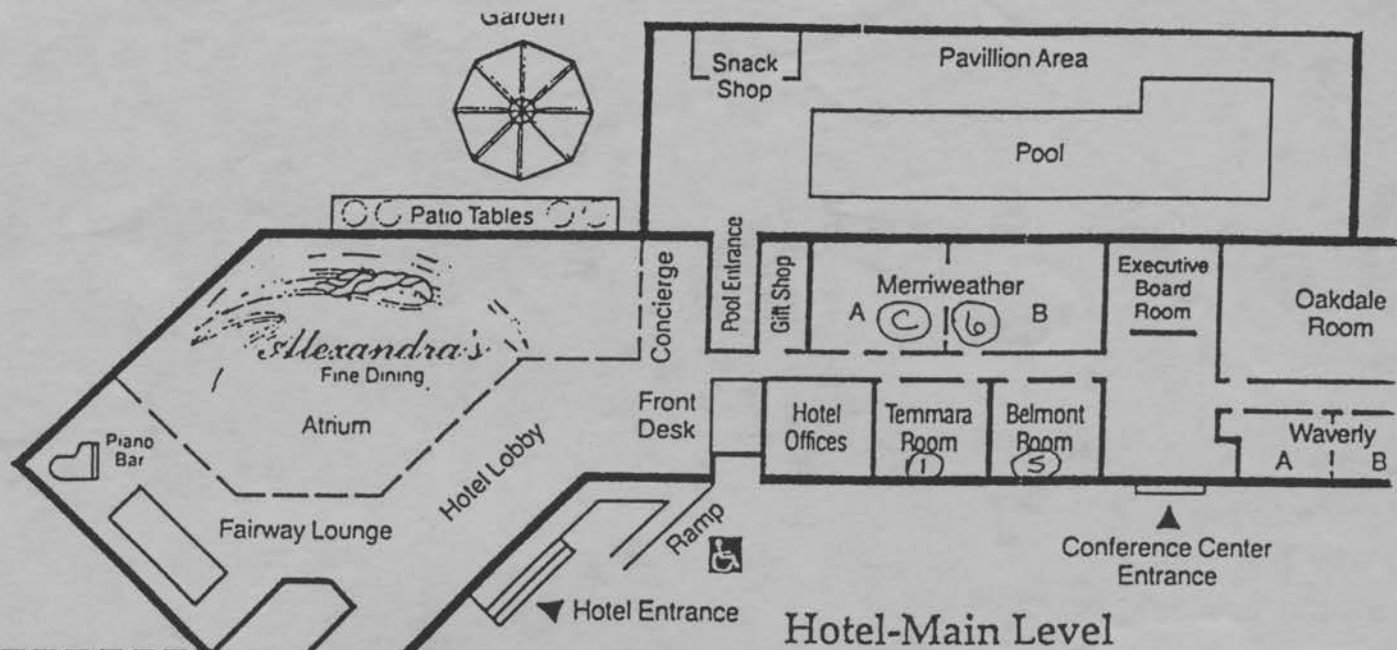 Garden
Snack
Shop
Pavillion Area
Pool
Patio Tables
Concierge
Pool Entrance
Gift Shop
Merriweather
A C 6 B
Executive
Board
Room
Oakdale
Room
Alexandra's
Fine Dining
Atrium
Piano
Bar
Front
Desk
Hotel
Offices
Temmara
Room
1
Belmont
Room
5
Waverly
A B
Hotel Lobby
Fairway Lounge
Ramp
Conference Center
Entrance
Hotel Entrance
Hotel-Main Level